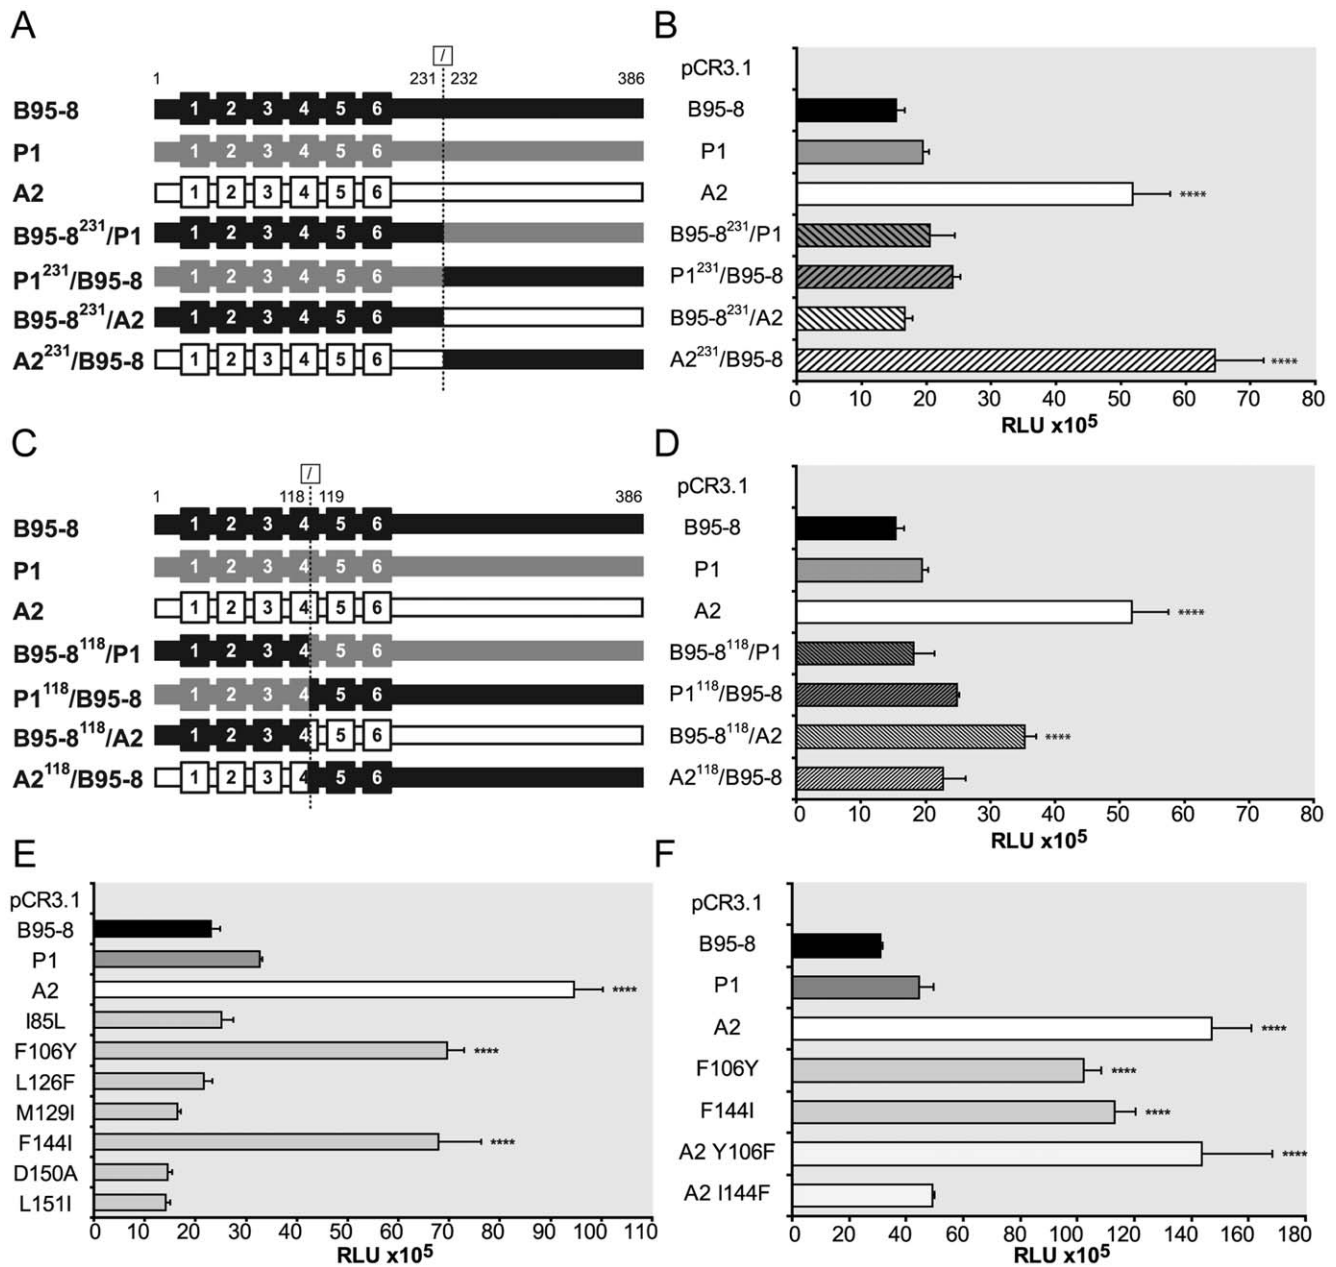 A
/
1 231 232 386
B95-8 1 2 3 4 5 6
P1 1 2 3 4 5 6
A2 1 2 3 4 5 6
B95-8²³¹/P1 1 2 3 4 5 6
P1²³¹/B95-8 1 2 3 4 5 6
B95-8²³¹/A2 1 2 3 4 5 6
A2²³¹/B95-8 1 2 3 4 5 6
B
pCR3.1
B95-8
P1
A2 ****
B95-8²³¹/P1
P1²³¹/B95-8
B95-8²³¹/A2
A2²³¹/B95-8 ****
0 10 20 30 40 50 60 70 80
RLU x10⁵
C
/
1 118 119 386
B95-8 1 2 3 4 5 6
P1 1 2 3 4 5 6
A2 1 2 3 4 5 6
B95-8¹¹⁸/P1 1 2 3 4 5 6
P1¹¹⁸/B95-8 1 2 3 4 5 6
B95-8¹¹⁸/A2 1 2 3 4 5 6
A2¹¹⁸/B95-8 1 2 3 4 5 6
D
pCR3.1
B95-8
P1
A2 ****
B95-8¹¹⁸/P1
P1¹¹⁸/B95-8
B95-8¹¹⁸/A2 ****
A2¹¹⁸/B95-8
0 10 20 30 40 50 60 70 80
RLU x10⁵
E
pCR3.1
B95-8
P1
A2 ****
I85L
F106Y ****
L126F
M129I
F144I ****
D150A
L151I
0 10 20 30 40 50 60 70 80 90 100 110
RLU x10⁵
F
pCR3.1
B95-8
P1
A2 ****
F106Y ****
F144I ****
A2 Y106F ****
A2 I144F
0 20 40 60 80 100 120 140 160 180
RLU x10⁵